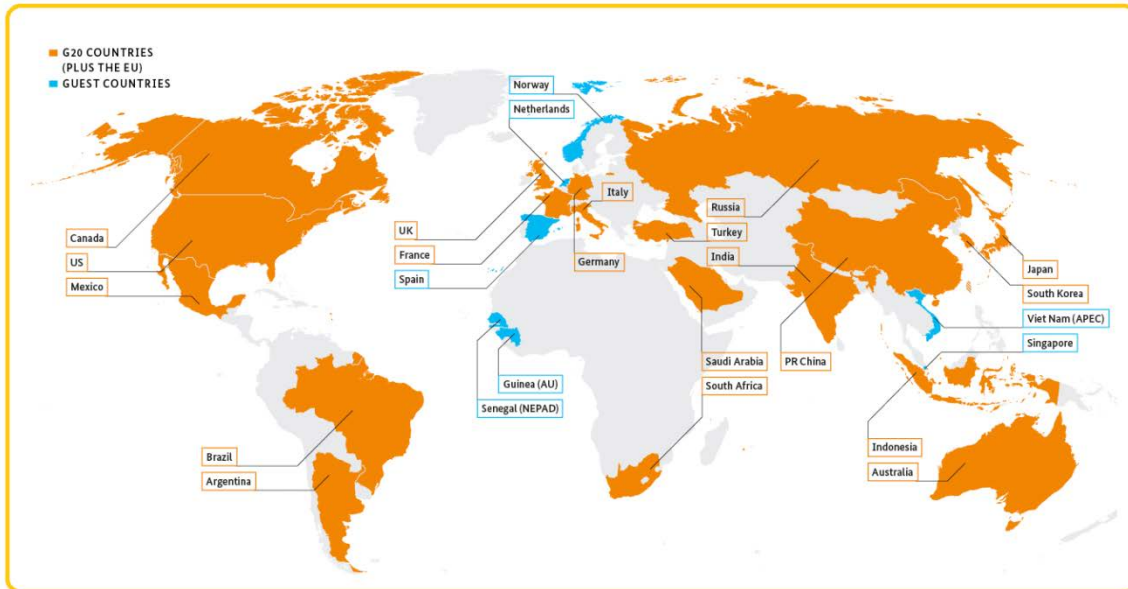 G20 COUNTRIES
(PLUS THE EU)
GUEST COUNTRIES
Norway
Netherlands
Italy
Russia
Canada
UK
Turkey
US
France
Germany
India
Japan
Mexico
Spain
South Korea
Viet Nam (APEC)
Singapore
Saudi Arabia
PR China
Guinea (AU)
South Africa
Senegal (NEPAD)
Indonesia
Brazil
Australia
Argentina